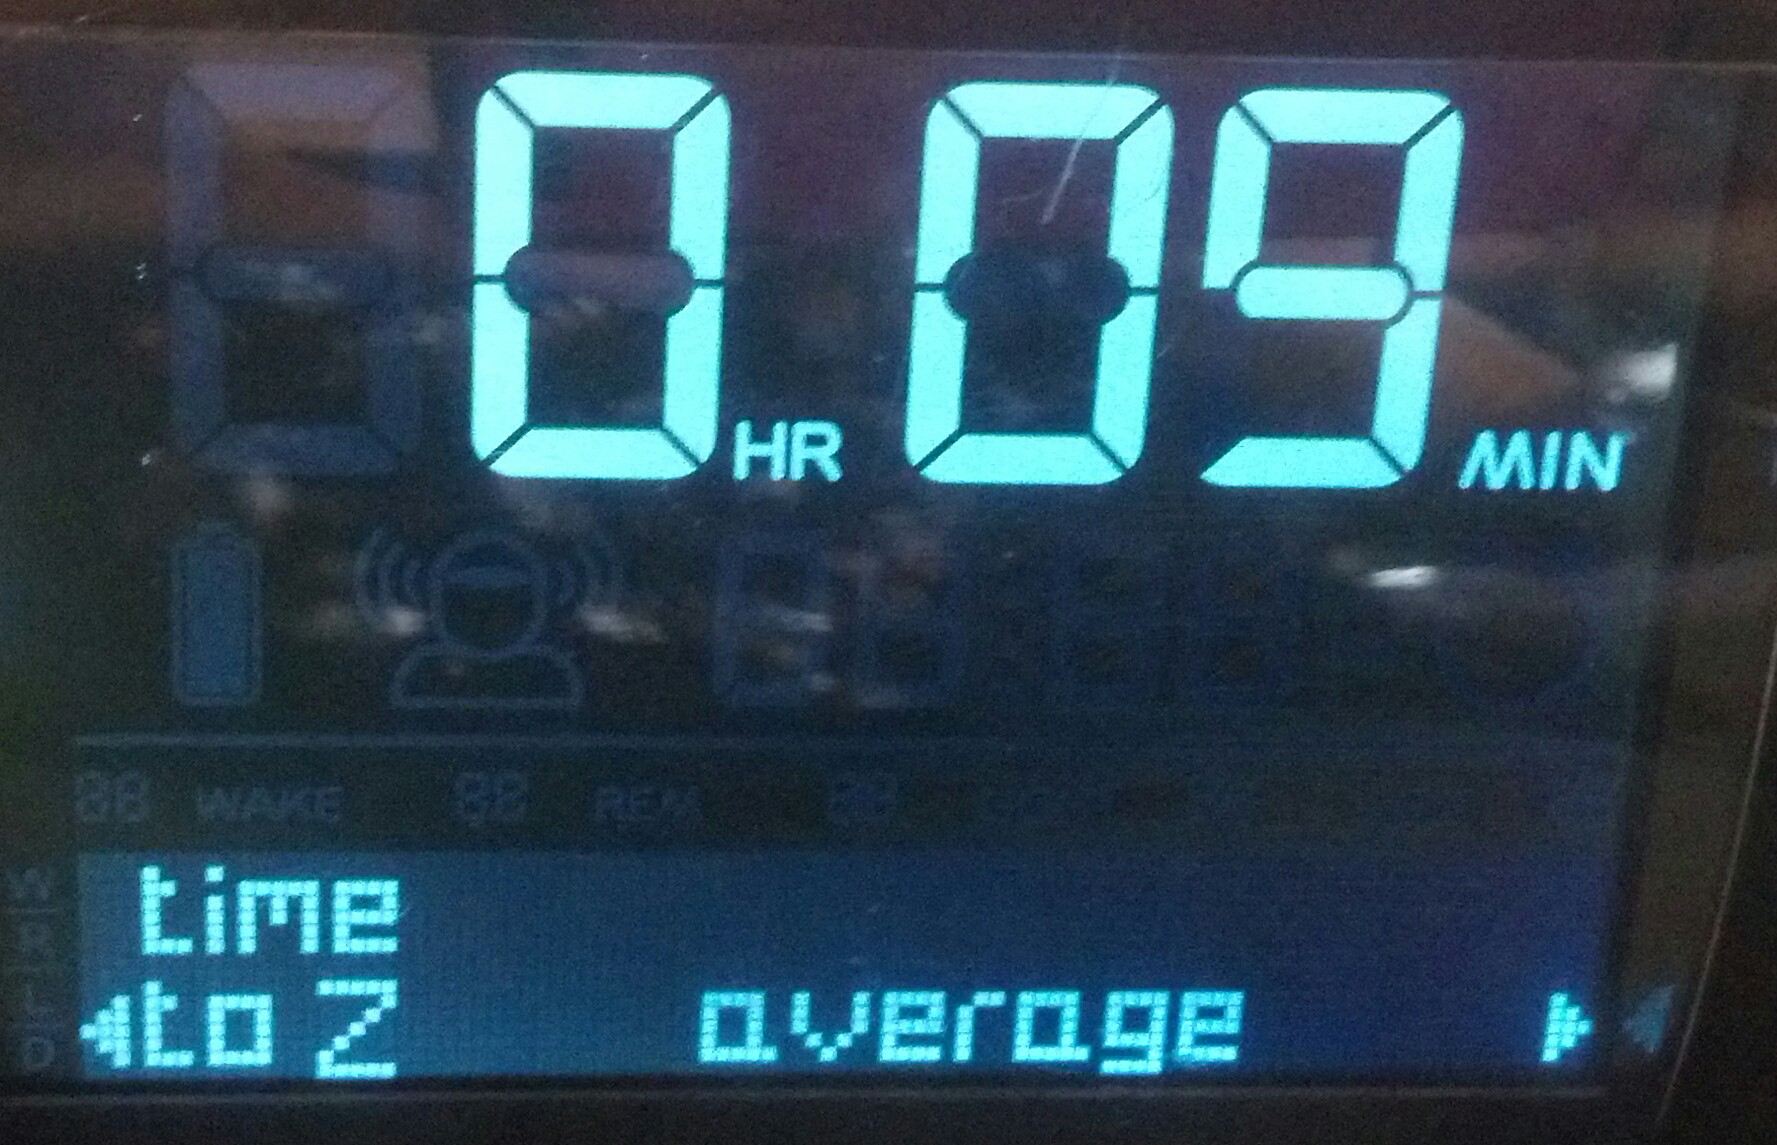 0 HR 09 MIN
WAKE REM
W
time
R
L
to Z average
D